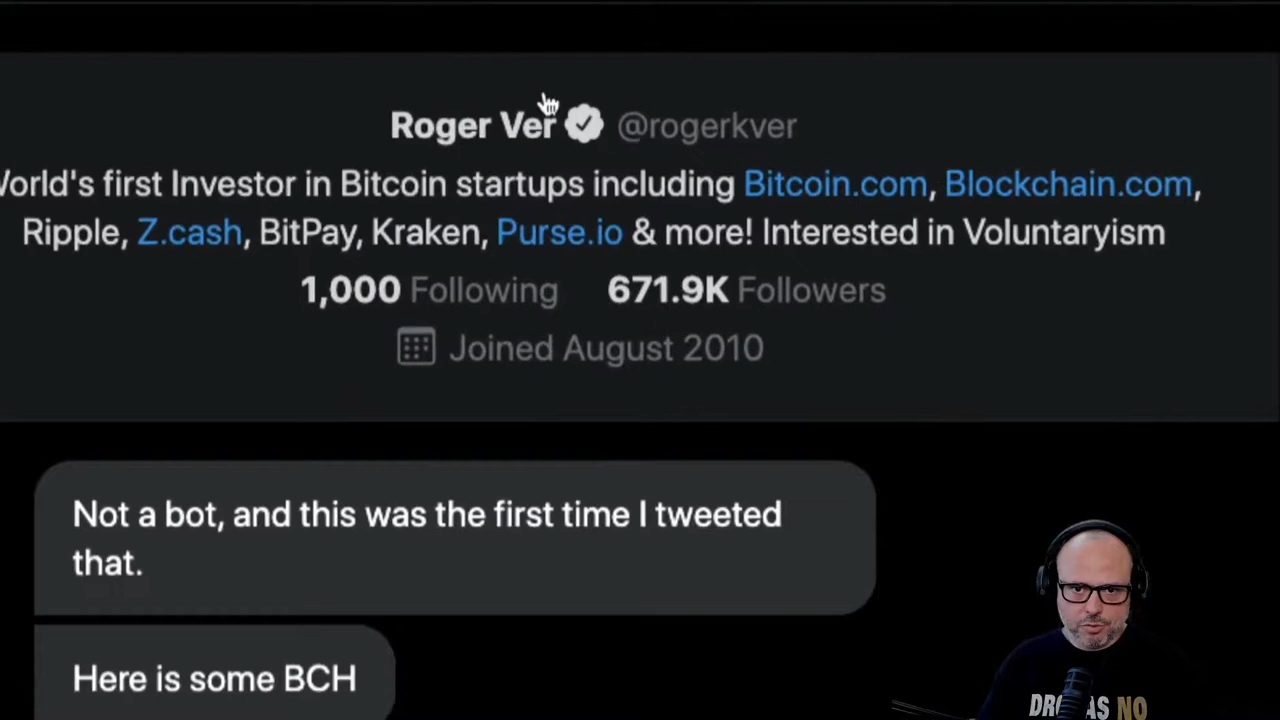 Roger Ver @rogerkver
World's first Investor in Bitcoin startups including Bitcoin.com, Blockchain.com,
Ripple, Z.cash, BitPay, Kraken, Purse.io & more! Interested in Voluntaryism
1,000 Following 671.9K Followers
Joined August 2010
Not a bot, and this was the first time I tweeted
that.
Here is some BCH
NO